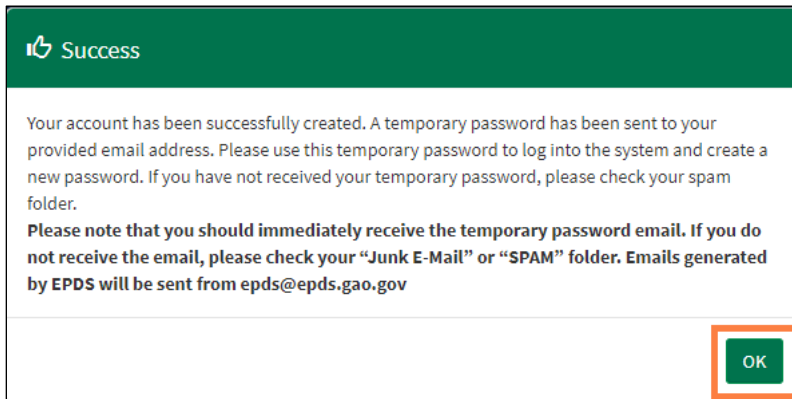 Success
Your account has been successfully created. A temporary password has been sent to your
provided email address. Please use this temporary password to log into the system and create a
new password. If you have not received your temporary password, please check your spam
folder.
Please note that you should immediately receive the temporary password email. If you do
not receive the email, please check your “Junk E-Mail” or “SPAM” folder. Emails generated
by EPDS will be sent from epds@epds.gao.gov
OK